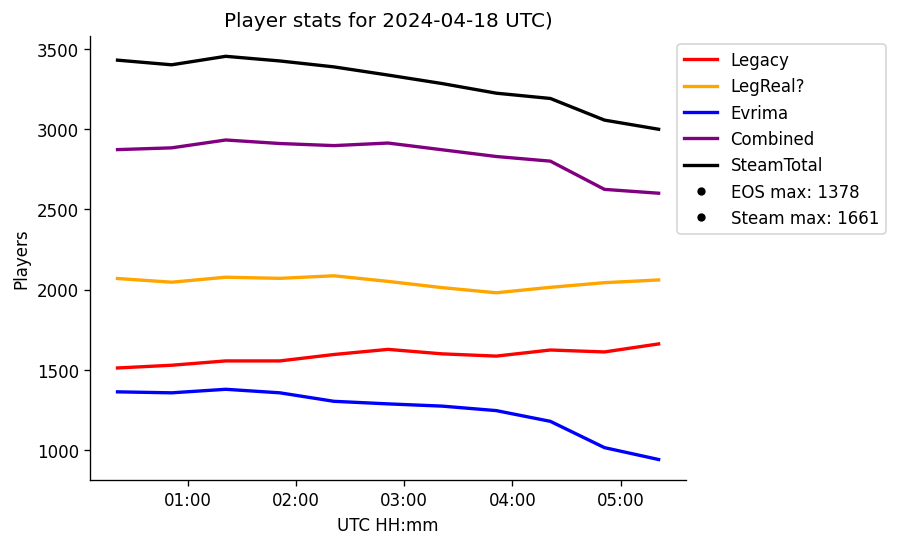 Player stats for 2024-04-18 UTC)
3500
3000
2500
2000
1500
1000
Players
01:00 02:00 03:00 04:00 05:00
UTC HH:mm
Legacy
LegReal?
Evrima
Combined
SteamTotal
EOS max: 1378
Steam max: 1661